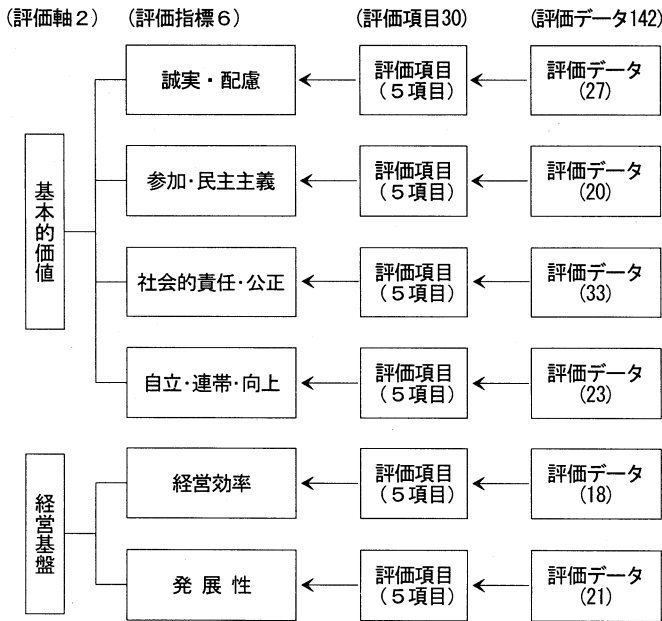 (評価軸2) (評価指標6) (評価項目30) (評価データ142)
基本的価値
誠実・配慮
評価項目
(5項目)
評価データ
(27)
参加・民主主義
評価項目
(5項目)
評価データ
(20)
社会的責任・公正
評価項目
(5項目)
評価データ
(33)
自立・連帯・向上
評価項目
(5項目)
評価データ
(23)
経営基盤
経営効率
評価項目
(5項目)
評価データ
(18)
発展性
評価項目
(5項目)
評価データ
(21)